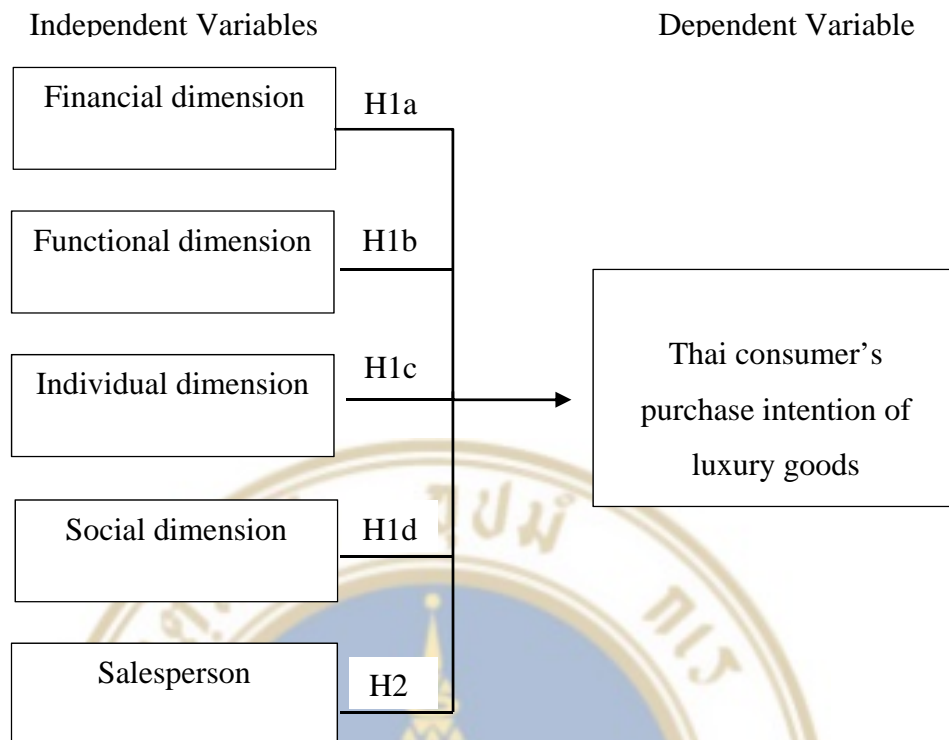 Independent Variables
Dependent Variable
Financial dimension
H1a
Functional dimension
H1b
Individual dimension
H1c
Social dimension
H1d
Salesperson
H2
Thai consumer's
purchase intention of
luxury goods